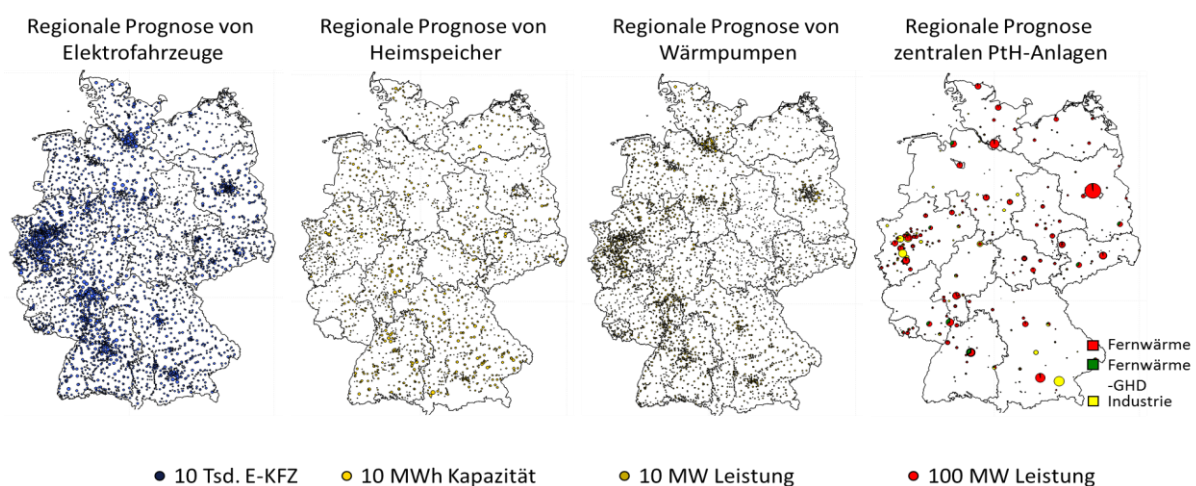 Regionale Prognose von
Elektrofahrzeuge
Regionale Prognose von
Heimspeicher
Regionale Prognose von
Wärmpumpen
Regionale Prognose
zentralen PtH-Anlagen
Fernwärme
Fernwärme
-GHD
Industrie
10 Tsd. E-KFZ
10 MWh Kapazität
10 MW Leistung
100 MW Leistung